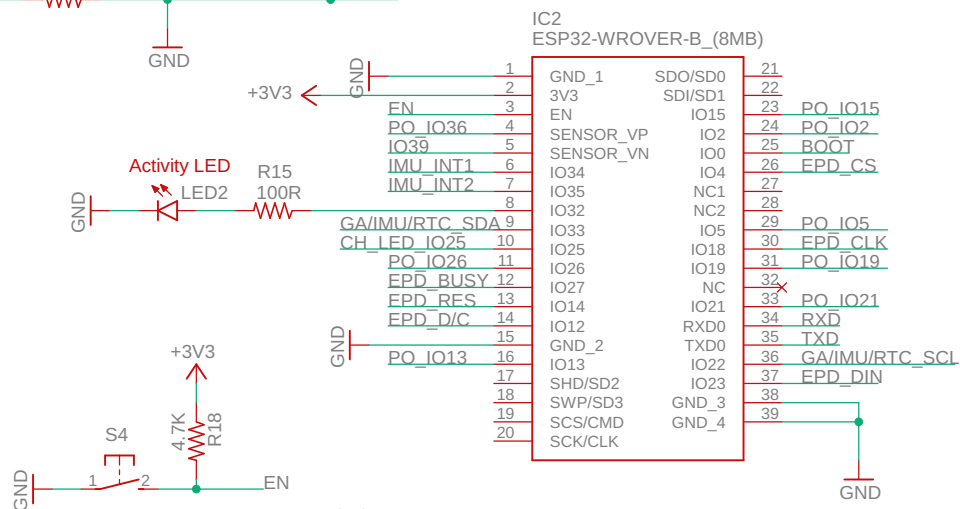 IC2
ESP32-WROVER-B_(8MB)
GND
GND
+3V3
1 GND_1 SDO/SD0 21
2 3V3 SDI/SD1 22
EN 3 EN IO15 23 PO_IO15
PO_IO36 4 SENSOR_VP IO2 24 PO_IO2
IO39 5 SENSOR_VN IO0 25 BOOT
IMU_INT1 6 IO34 IO4 26 EPD_CS
IMU_INT2 7 IO35 NC1 27
Activity LED
LED2
R15
100R
GND
8 IO32 NC2 28
GA/IMU/RTC_SDA 9 IO33 IO5 29 PO_IO5
CH_LED_IO25 10 IO25 IO18 30 EPD_CLK
PO_IO26 11 IO26 IO19 31 PO_IO19
EPD_BUSY 12 IO27 NC 32
EPD_RES 13 IO14 IO21 33 PO_IO21
EPD_D/C 14 IO12 RXD0 34 RXD
GND 15 GND_2 TXD0 35 TXD
PO_IO13 16 IO13 IO22 36 GA/IMU/RTC_SCL
17 SHD/SD2 IO23 37 EPD_DIN
18 SWP/SD3 GND_3 38
19 SCS/CMD GND_4 39
20 SCK/CLK
GND
+3V3
4.7K
R18
S4
1 2
GND
EN